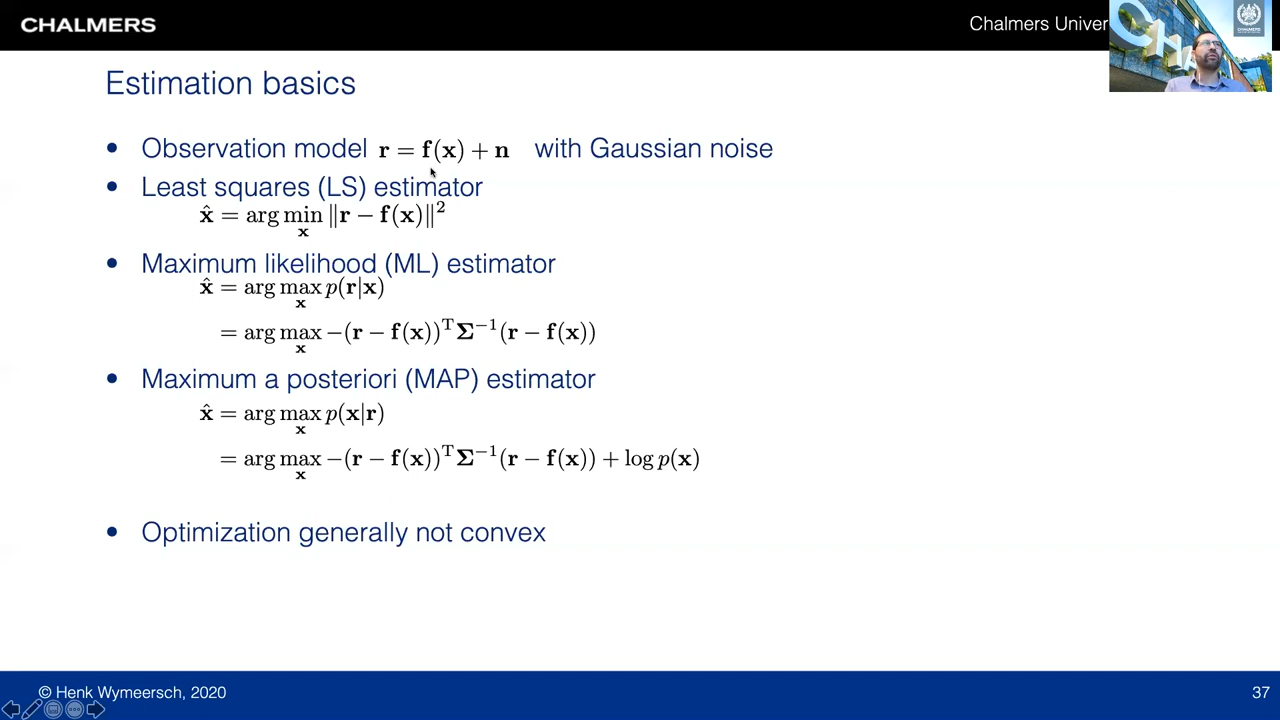 CHALMERS
Chalmers Univer
Estimation basics
• Observation model r = f(x) + n with Gaussian noise
• Least squares (LS) estimator
x̂ = arg min_x ‖r − f(x)‖²
• Maximum likelihood (ML) estimator
x̂ = arg max_x p(r|x)
= arg max_x −(r − f(x))ᵀΣ⁻¹(r − f(x))
• Maximum a posteriori (MAP) estimator
x̂ = arg max_x p(x|r)
= arg max_x −(r − f(x))ᵀΣ⁻¹(r − f(x)) + log p(x)
• Optimization generally not convex
© Henk Wymeersch, 2020
37